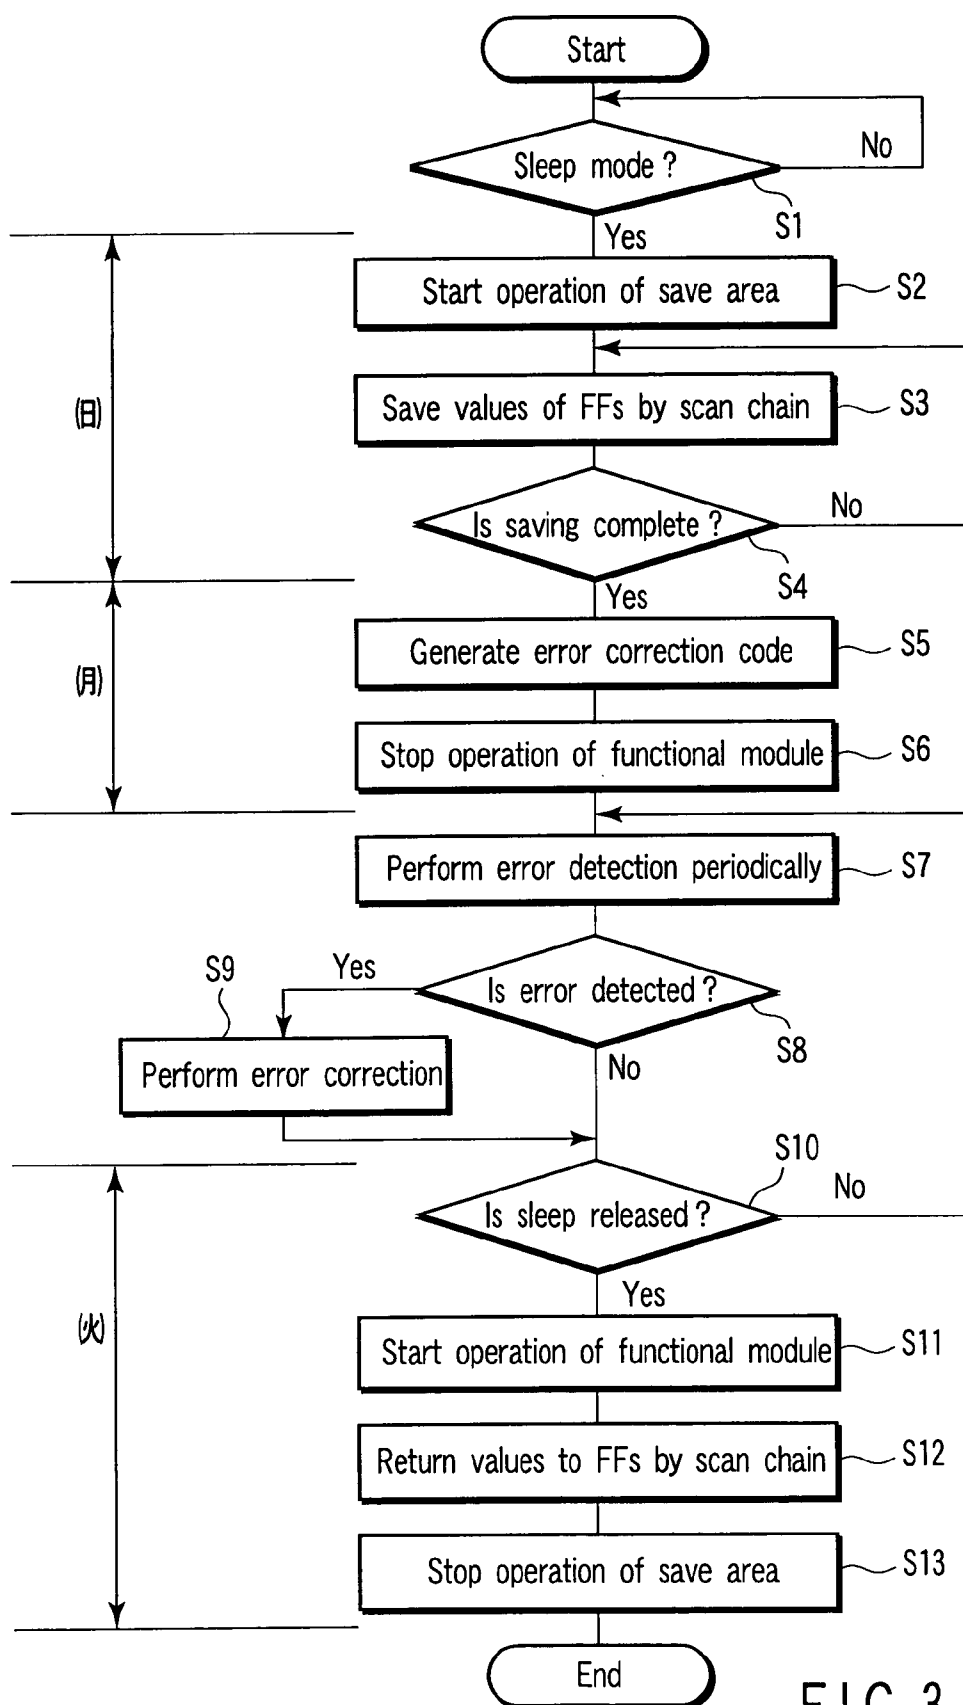 Start
No
Sleep mode ?
S1
Yes
Start operation of save area
S2
Save values of FFs by scan chain
S3
(日)
Is saving complete ?
No
S4
Yes
Generate error correction code
S5
(月)
Stop operation of functional module
S6
Perform error detection periodically
S7
S9
Yes
Is error detected ?
S8
Perform error correction
No
S10
Is sleep released ?
No
Yes
(火)
Start operation of functional module
S11
Return values to FFs by scan chain
S12
Stop operation of save area
S13
End
FIG. 3